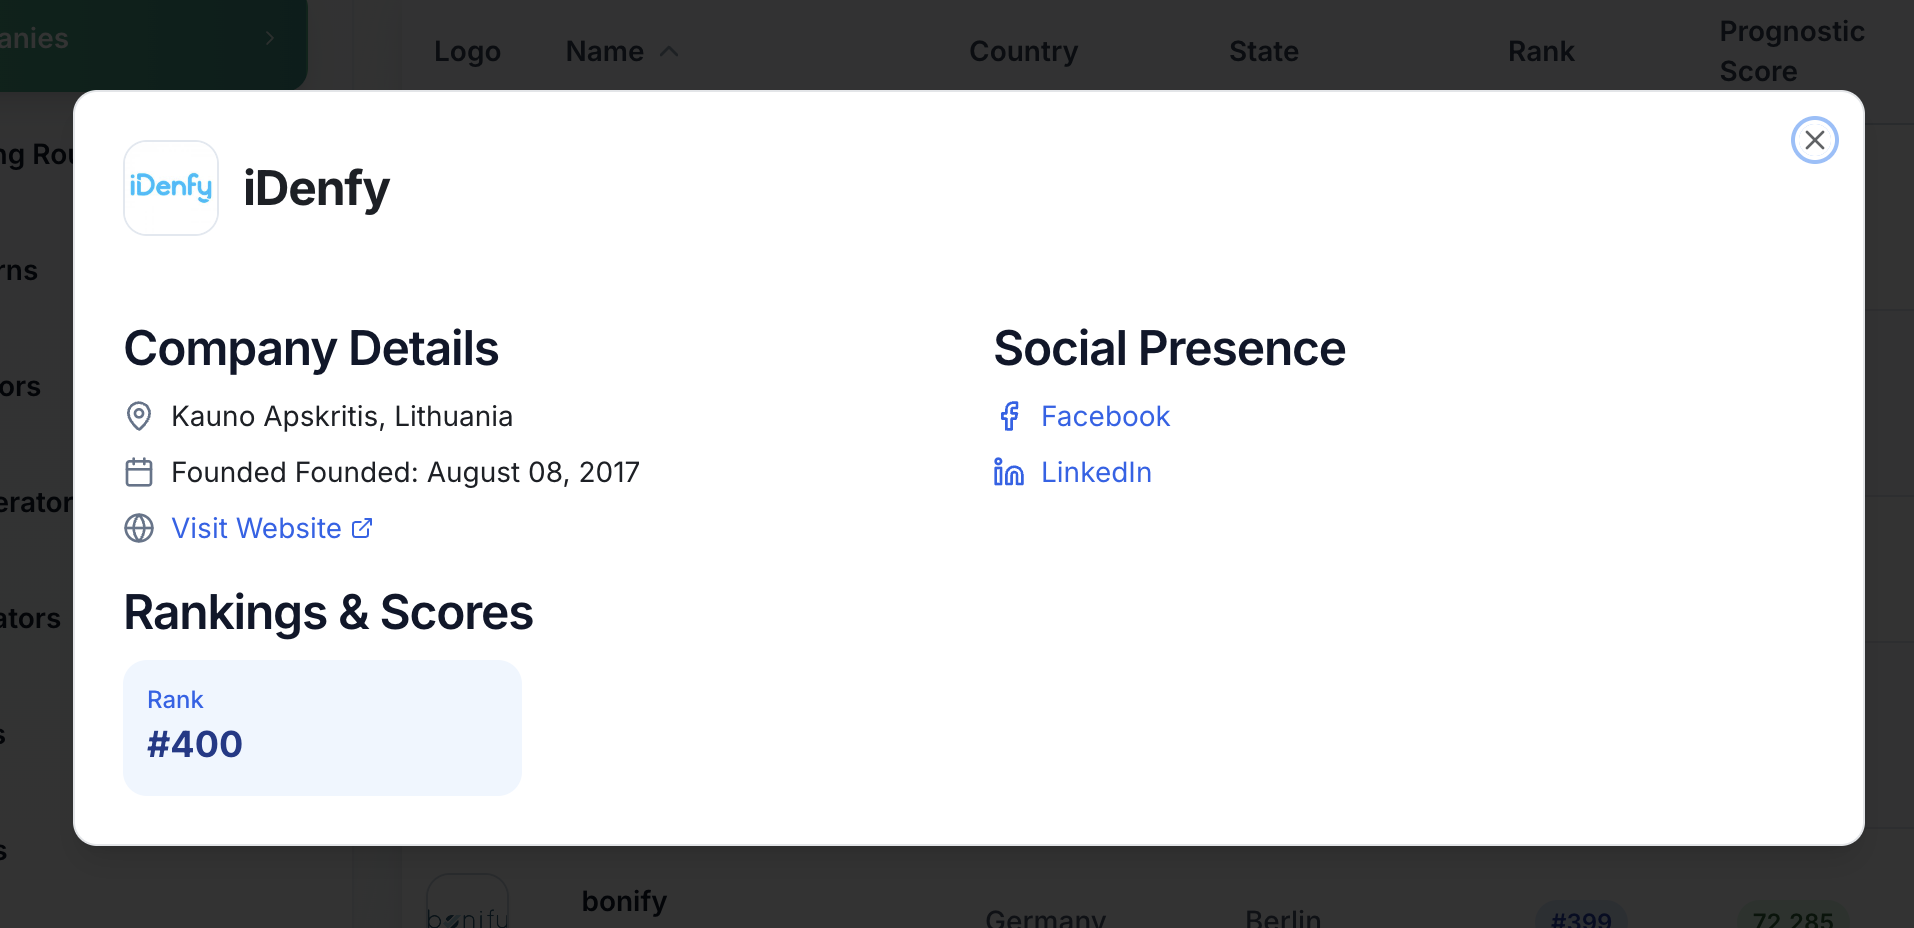 anies
Logo
Name
Country
State
Rank
Prognostic
Score
ng Rou
rns
ors
erator
ators
s
s
iDenfy
iDenfy
Company Details
Kauno Apskritis, Lithuania
Founded Founded: August 08, 2017
Visit Website
Rankings & Scores
Rank
#400
Social Presence
Facebook
LinkedIn
bonify
bonify
Germany
Berlin
#399
72,285